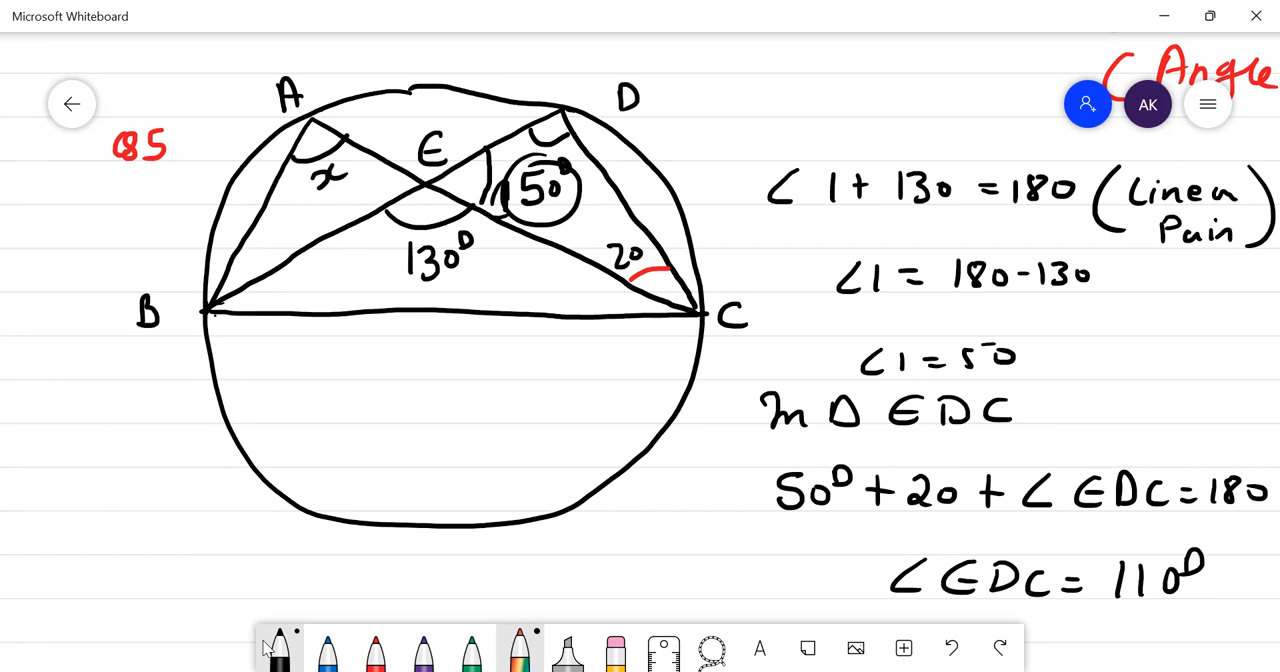 Microsoft Whiteboard
( Angle
AK
A
D
Q5
E
x
50°
130°
20
B
C
∠1 + 130 = 180 (Linear
Pair)
∠1 = 180-130
∠1 = 50
In Δ EDC
50° + 20 + ∠EDC = 180
∠EDC = 110°
A